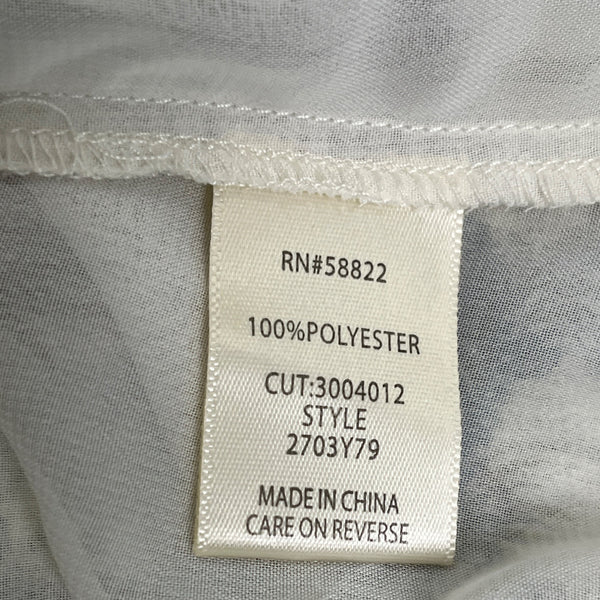 RN#58822
100%POLYESTER
CUT:3004012
STYLE
2703Y79
MADE IN CHINA
CARE ON REVERSE